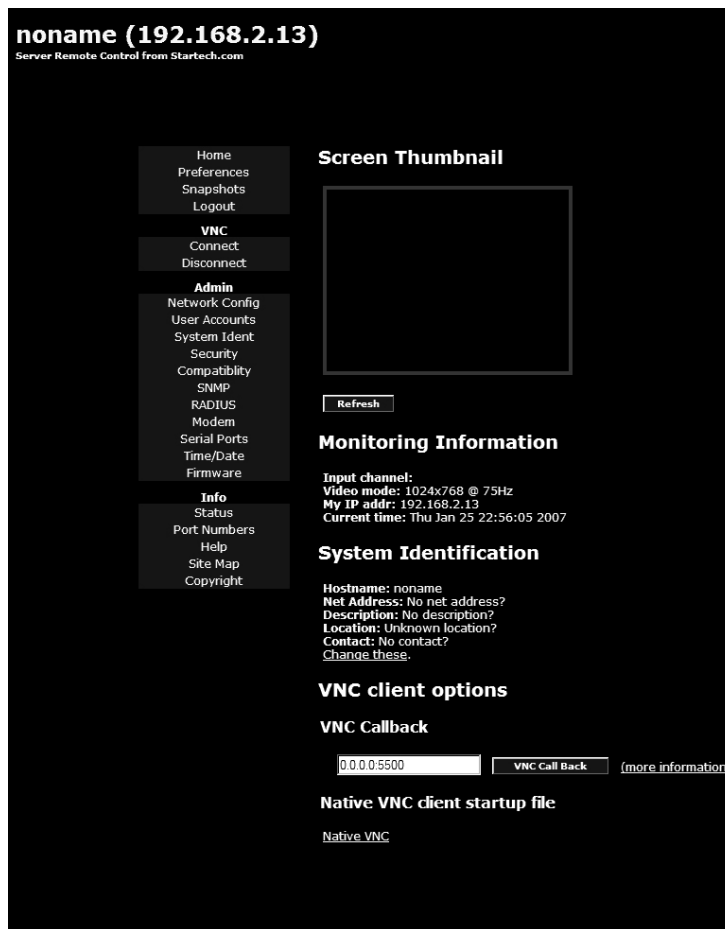 noname (192.168.2.13)
Server Remote Control from Startech.com
Home
Preferences
Snapshots
Logout
VNC
Connect
Disconnect
Admin
Network Config
User Accounts
System Ident
Security
Compatiblity
SNMP
RADIUS
Modem
Serial Ports
Time/Date
Firmware
Info
Status
Port Numbers
Help
Site Map
Copyright
Screen Thumbnail
Refresh
Monitoring Information
Input channel:
Video mode: 1024x768 @ 75Hz
My IP addr: 192.168.2.13
Current time: Thu Jan 25 22:56:05 2007
System Identification
Hostname: noname
Net Address: No net address?
Description: No description?
Location: Unknown location?
Contact: No contact?
Change these.
VNC client options
VNC Callback
0.0.0.0:5500 VNC Call Back (more information
Native VNC client startup file
Native VNC